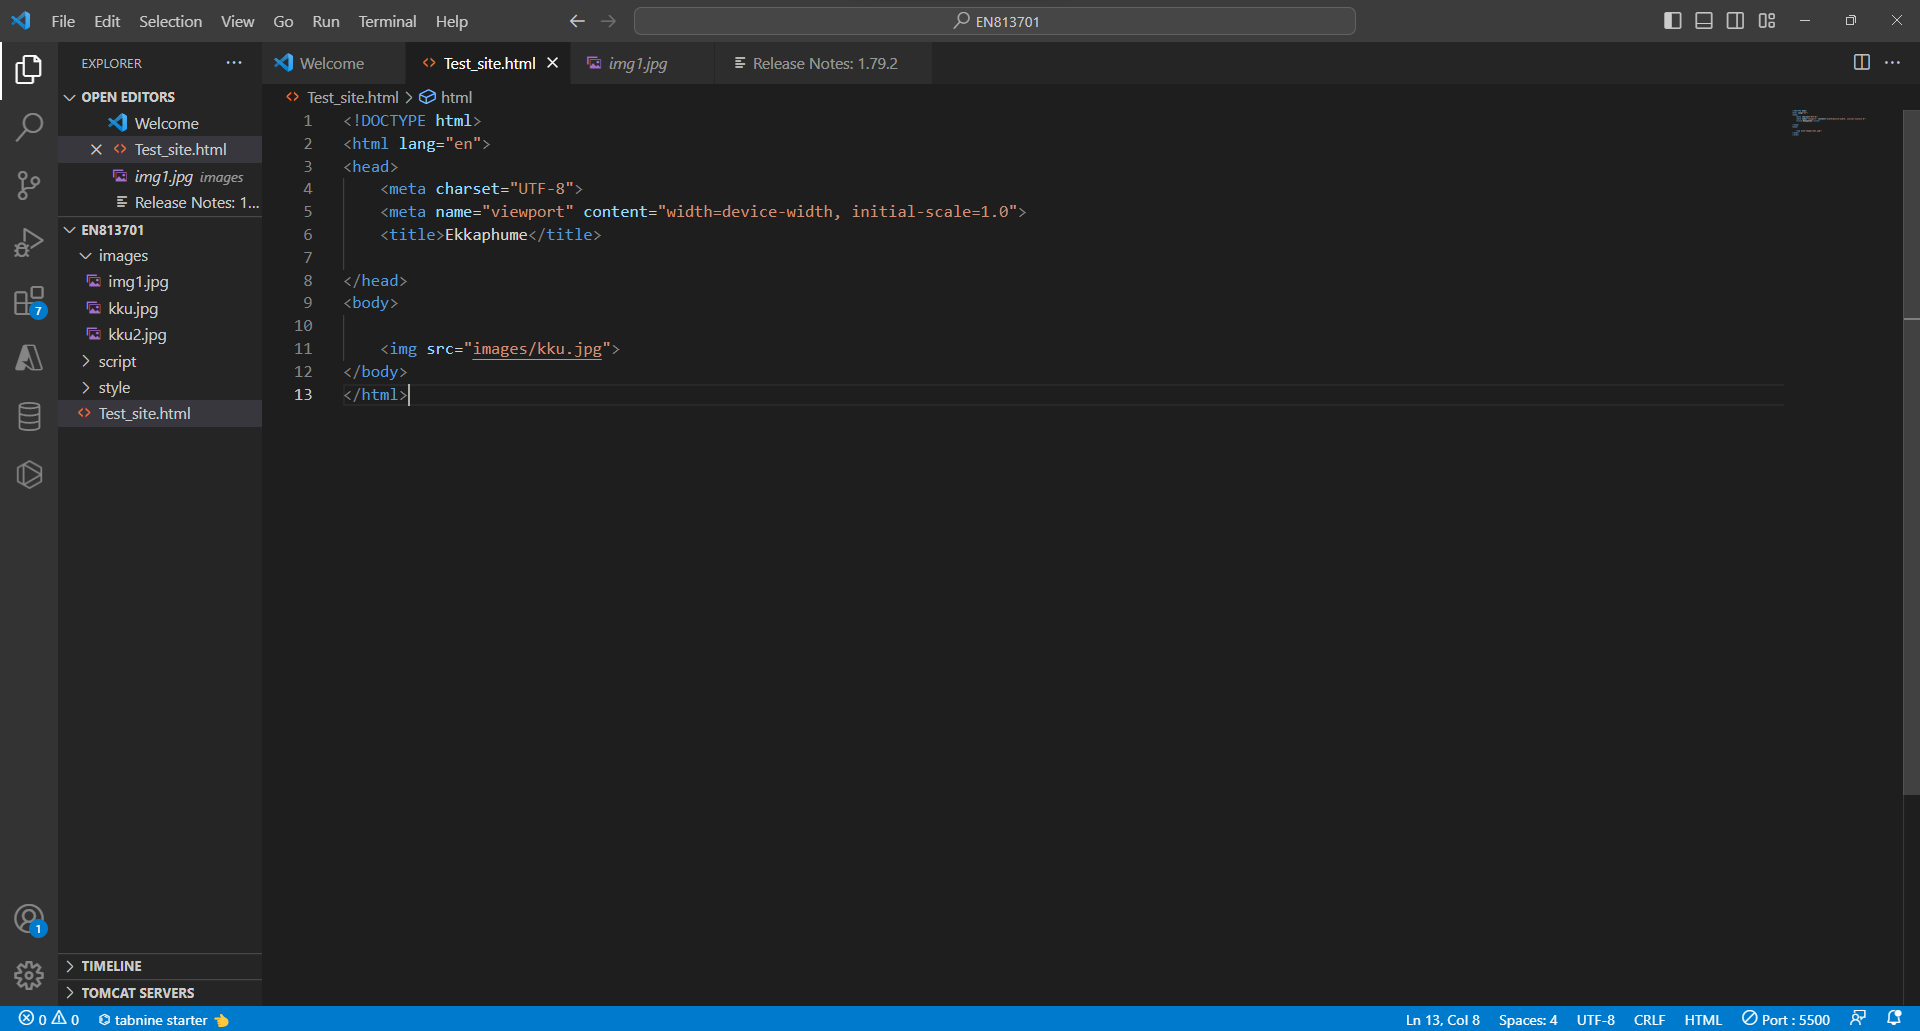 File Edit Selection View Go Run Terminal Help
EN813701
EXPLORER
Welcome
Test_site.html
img1.jpg
Release Notes: 1.79.2
OPEN EDITORS
Welcome
Test_site.html
img1.jpg images
Release Notes: 1...
EN813701
images
img1.jpg
kku.jpg
kku2.jpg
script
style
Test_site.html
TIMELINE
TOMCAT SERVERS
7
1
Test_site.html > html
1 <!DOCTYPE html>
2 <html lang="en">
3 <head>
4 <meta charset="UTF-8">
5 <meta name="viewport" content="width=device-width, initial-scale=1.0">
6 <title>Ekkaphume</title>
7
8 </head>
9 <body>
10
11 <img src="images/kku.jpg">
12 </body>
13 </html>
0 0 tabnine starter
Ln 13, Col 8 Spaces: 4 UTF-8 CRLF HTML Port : 5500